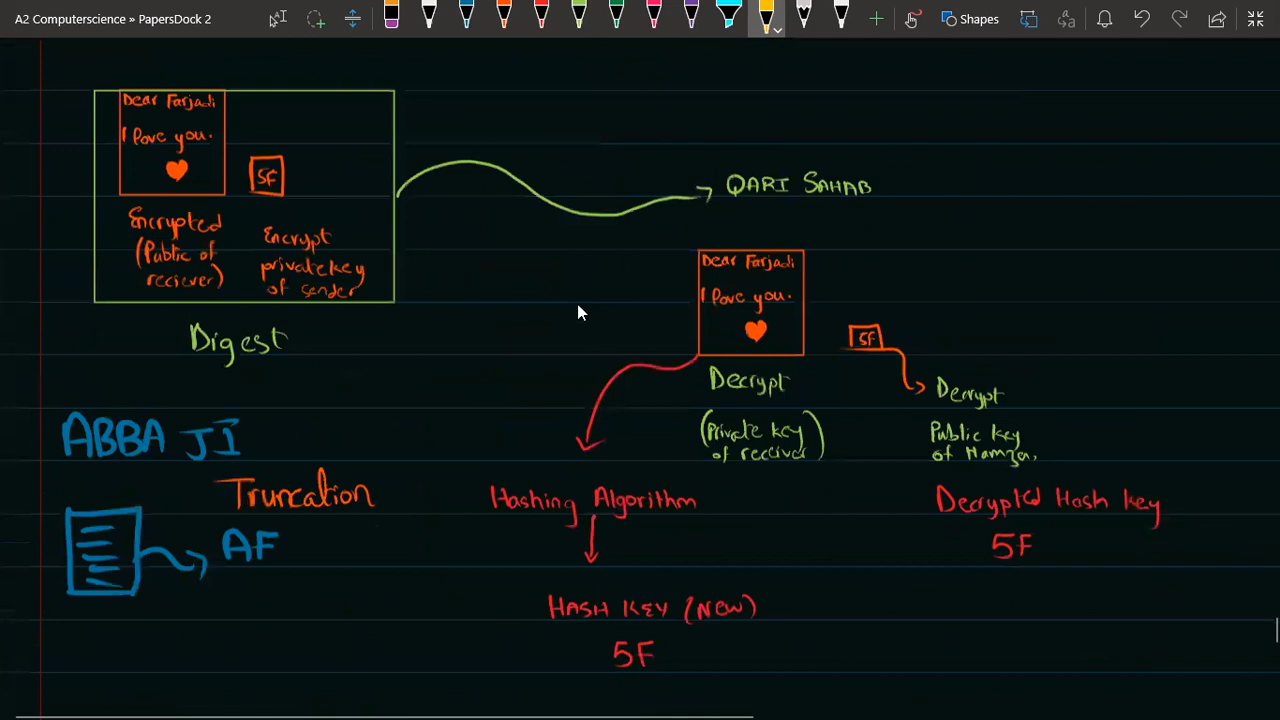 A2 Computerscience » PapersDock 2
Shapes
Dear Farjadi
I love you.
5F
Encrypted
(Public of
reciever)
Encrypt
private key
of sender
Digest
QARI SAHAB
Dear Farjadi
I love you.
5F
Decrypt
(Private key
of receiver)
Decrypt
Public key
of Hamza.
ABBA JI
Truncation
AF
Hashing Algorithm
HASH KEY (NEW)
5F
Decrypted Hash key
5F